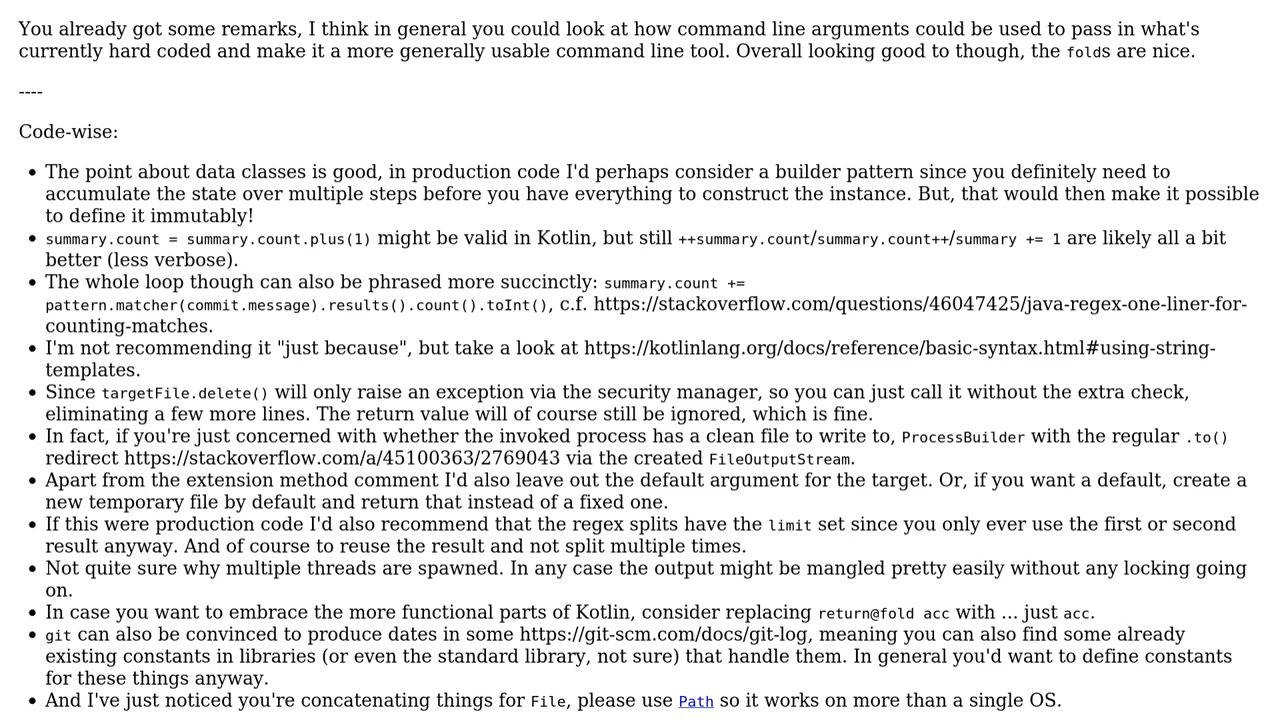 You already got some remarks, I think in general you could look at how command line arguments could be used to pass in what's
currently hard coded and make it a more generally usable command line tool. Overall looking good to though, the folds are nice.
----
Code-wise:
• The point about data classes is good, in production code I'd perhaps consider a builder pattern since you definitely need to
accumulate the state over multiple steps before you have everything to construct the instance. But, that would then make it possible
to define it immutably!
• summary.count = summary.count.plus(1) might be valid in Kotlin, but still ++summary.count/summary.count++/summary += 1 are likely all a bit
better (less verbose).
• The whole loop though can also be phrased more succinctly: summary.count +=
pattern.matcher(commit.message).results().count().toInt(), c.f. https://stackoverflow.com/questions/46047425/java-regex-one-liner-for-
counting-matches.
• I'm not recommending it "just because", but take a look at https://kotlinlang.org/docs/reference/basic-syntax.html#using-string-
templates.
• Since targetFile.delete() will only raise an exception via the security manager, so you can just call it without the extra check,
eliminating a few more lines. The return value will of course still be ignored, which is fine.
• In fact, if you're just concerned with whether the invoked process has a clean file to write to, ProcessBuilder with the regular .to()
redirect https://stackoverflow.com/a/45100363/2769043 via the created FileOutputStream.
• Apart from the extension method comment I'd also leave out the default argument for the target. Or, if you want a default, create a
new temporary file by default and return that instead of a fixed one.
• If this were production code I'd also recommend that the regex splits have the limit set since you only ever use the first or second
result anyway. And of course to reuse the result and not split multiple times.
• Not quite sure why multiple threads are spawned. In any case the output might be mangled pretty easily without any locking going
on.
• In case you want to embrace the more functional parts of Kotlin, consider replacing return@fold acc with ... just acc.
• git can also be convinced to produce dates in some https://git-scm.com/docs/git-log, meaning you can also find some already
existing constants in libraries (or even the standard library, not sure) that handle them. In general you'd want to define constants
for these things anyway.
• And I've just noticed you're concatenating things for File, please use Path so it works on more than a single OS.